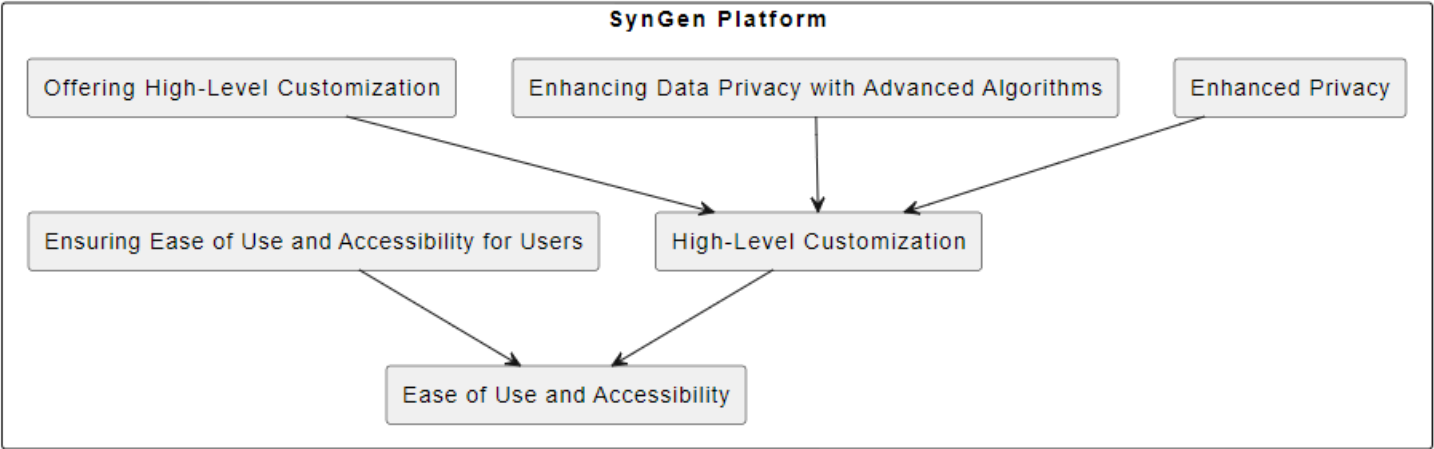 SynGen Platform
Offering High-Level Customization
Enhancing Data Privacy with Advanced Algorithms
Enhanced Privacy
Ensuring Ease of Use and Accessibility for Users
High-Level Customization
Ease of Use and Accessibility